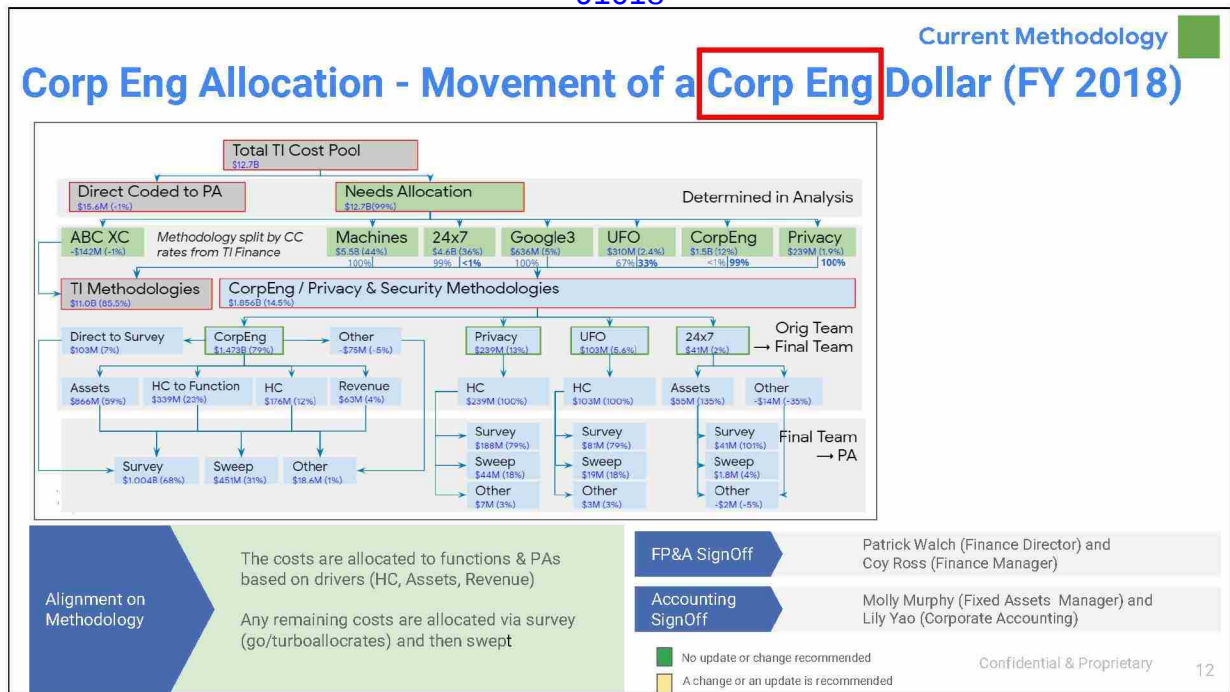 Current Methodology
Corp Eng Allocation - Movement of a Corp Eng Dollar (FY 2018)
Total TI Cost Pool
$12.7B
Direct Coded to PA
$15.6M (<1%)
Needs Allocation
$12.7B(99%)
Determined in Analysis
ABC XC
-$142M (-1%)
Methodology split by CC
rates from TI Finance
Machines
$5.5B (44%)
100%
24x7
$4.6B (36%)
99% <1%
Google3
$636M (5%)
100%
UFO
$310M (2.4%)
67% 33%
CorpEng
$1.5B (12%)
<1% 99%
Privacy
$239M (1.9%)
100%
TI Methodologies
$11.0B (85.5%)
CorpEng / Privacy & Security Methodologies
$1.856B (14.5%)
Direct to Survey
$103M (7%)
CorpEng
$1.473B (79%)
Other
-$75M (-5%)
Privacy
$239M (13%)
UFO
$103M (5.6%)
24x7
$41M (2%)
Orig Team
→ Final Team
Assets
$866M (59%)
HC to Function
$339M (23%)
HC
$176M (12%)
Revenue
$63M (4%)
HC
$239M (100%)
HC
$103M (100%)
Assets
$55M (135%)
Other
-$14M (-35%)
Survey
$1.004B (68%)
Sweep
$451M (31%)
Other
$18.6M (1%)
Survey
$188M (79%)
Sweep
$44M (18%)
Other
$7M (3%)
Survey
$81M (79%)
Sweep
$19M (18%)
Other
$3M (3%)
Survey
$41M (101%)
Sweep
$1.8M (4%)
Other
-$2M (-5%)
Final Team
→ PA
Alignment on
Methodology
The costs are allocated to functions & PAs
based on drivers (HC, Assets, Revenue)
Any remaining costs are allocated via survey
(go/turboallocrates) and then swept
FP&A SignOff
Patrick Walch (Finance Director) and
Coy Ross (Finance Manager)
Accounting
SignOff
Molly Murphy (Fixed Assets Manager) and
Lily Yao (Corporate Accounting)
No update or change recommended
A change or an update is recommended
Confidential & Proprietary
12